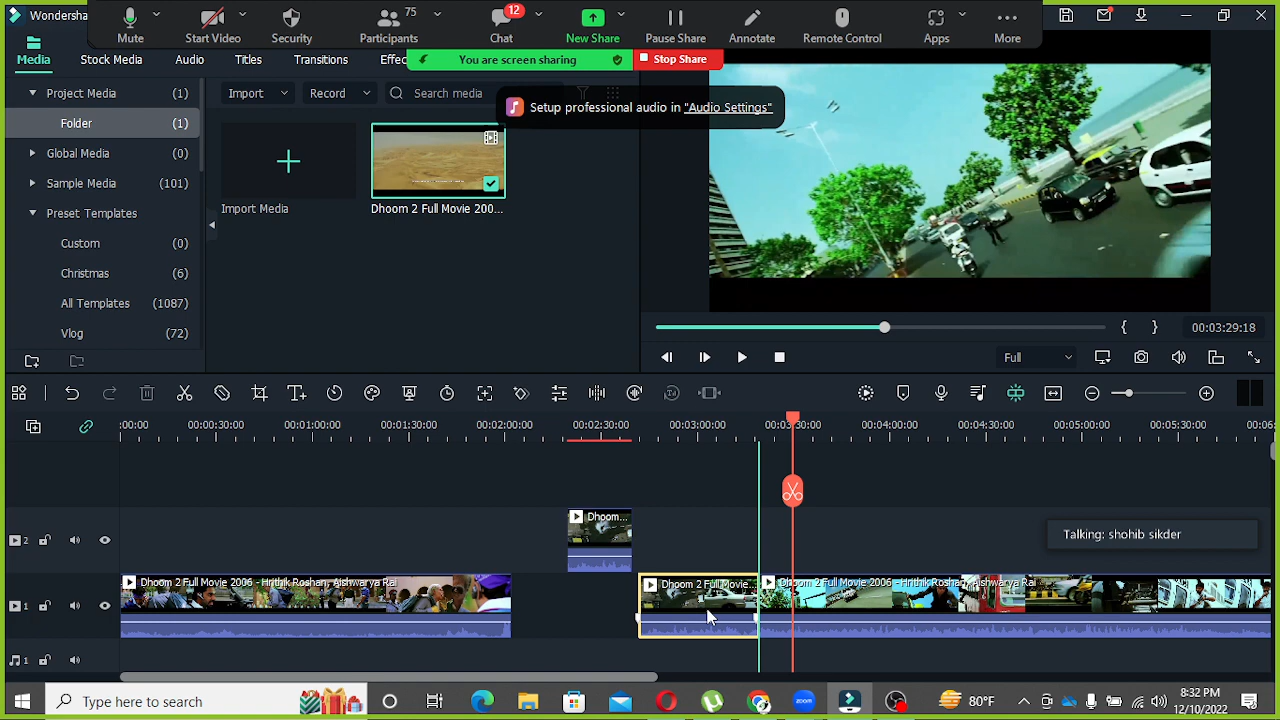 Wondersha
Mute
Start Video
Security
75
Participants
12
Chat
New Share
Pause Share
Annotate
Remote Control
Apps
More
You are screen sharing
Stop Share
Media
Stock Media
Audio
Titles
Transitions
Effec
Setup professional audio in "Audio Settings"
Project Media (1)
Folder (1)
Global Media (0)
Sample Media (101)
Preset Templates
Custom (0)
Christmas (6)
All Templates (1087)
Vlog (72)
Import
Record
Search media
Import Media
Dhoom 2 Full Movie 200...
{ }
00:03:29:18
Full
:00:00
00:00:30:00
00:01:00:00
00:01:30:00
00:02:00:00
00:02:30:00
00:03:00:00
00:03:30:00
00:04:00:00
00:04:30:00
00:05:00:00
00:05:30:00
00:06:
2
Dhoom...
Talking: shohib sikder
1
Dhoom 2 Full Movie 2006 - Hrithik Roshan, Aishwarya Rai
Dhoom 2 Full Movie...
Dhoom 2 Full Movie 2006 - Hrithik Roshan, Aishwarya Rai
1
Type here to search
zoom
80°F
8:32 PM
12/10/2022